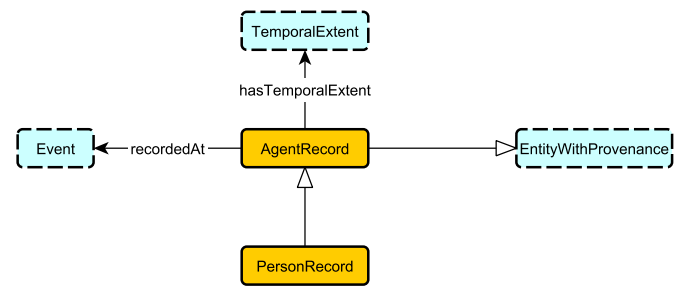 TemporalExtent
hasTemporalExtent
Event
recordedAt
AgentRecord
EntityWithProvenance
PersonRecord